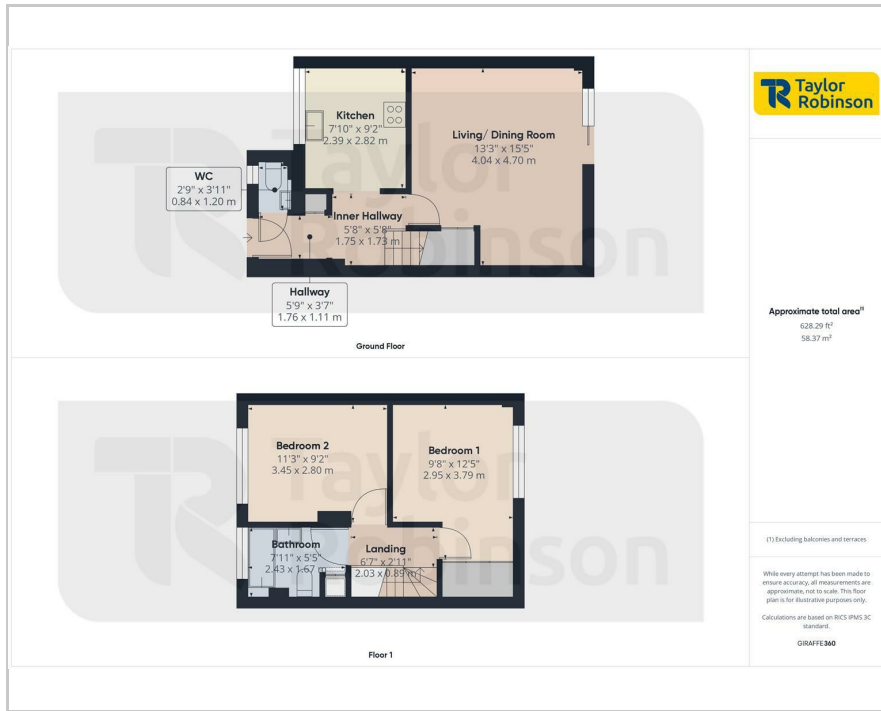 Kitchen
7'10" x 9'2"
2.39 x 2.82 m
Living/ Dining Room
13'3" x 15'5"
4.04 x 4.70 m
WC
2'9" x 3'11"
0.84 x 1.20 m
Inner Hallway
5'8" x 5'8"
1.75 x 1.73 m
Hallway
5'9" x 3'7"
1.76 x 1.11 m
Ground Floor
Taylor
Robinson
Bedroom 2
11'3" x 9'2"
3.45 x 2.80 m
Bedroom 1
9'8" x 12'5"
2.95 x 3.79 m
Bathroom
7'11" x 5'5"
2.43 x 1.67 m
Landing
6'7" x 2'11"
2.03 x 0.89 m
Floor 1
Taylor
Robinson
TR Taylor
Robinson
Approximate total area(1)
628.29 ft²
58.37 m²
(1) Excluding balconies and terraces
While every attempt has been made to
ensure accuracy, all measurements are
approximate, not to scale. This floor
plan is for illustrative purposes only.
Calculations are based on RICS IPMS 3C
standard.
GIRAFFE360